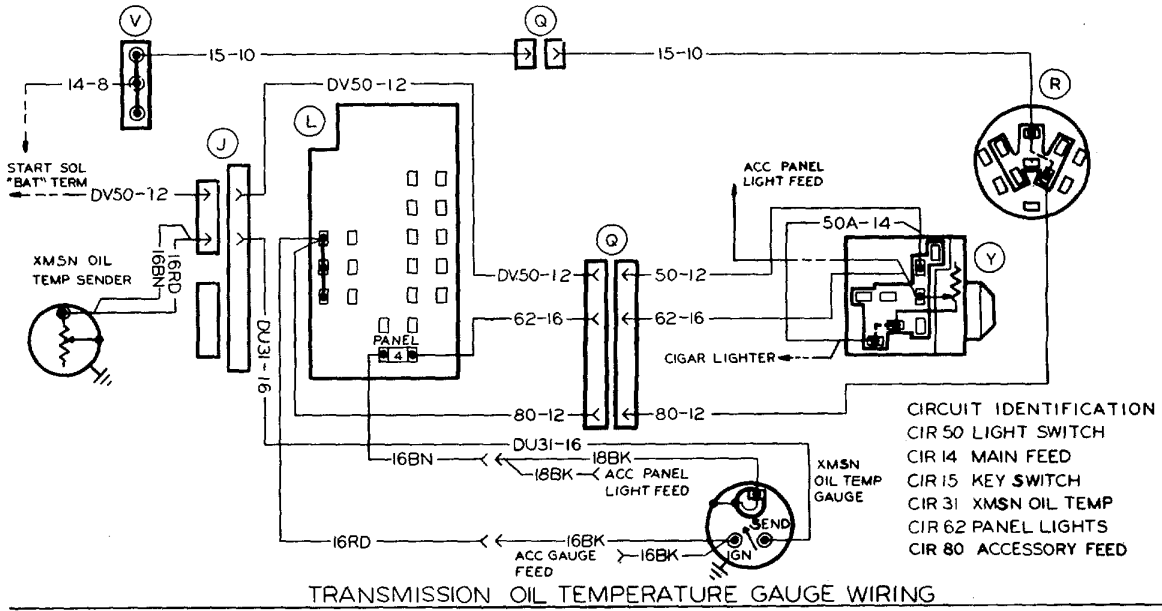 V
Q
15-10
15-10
14-8
DV50-12
R
L
J
START SOL
"BAT" TERM
DV50-12
ACC PANEL
LIGHT FEED
50A-14
Q
Y
XMSN OIL
TEMP SENDER
16BN
16RD
DV50-12
50-12
62-16
62-16
DU31-16
PANEL
4
CIGAR LIGHTER
80-12
80-12
CIRCUIT IDENTIFICATION
CIR 50 LIGHT SWITCH
CIR 14 MAIN FEED
CIR 15 KEY SWITCH
CIR 31 XMSN OIL TEMP
CIR 62 PANEL LIGHTS
CIR 80 ACCESSORY FEED
DU31-16
16BN
18BK
18BK
ACC PANEL
LIGHT FEED
XMSN
OIL TEMP
GAUGE
SEND
IGN
16RD
16BK
ACC GAUGE
FEED
16BK
TRANSMISSION OIL TEMPERATURE GAUGE WIRING